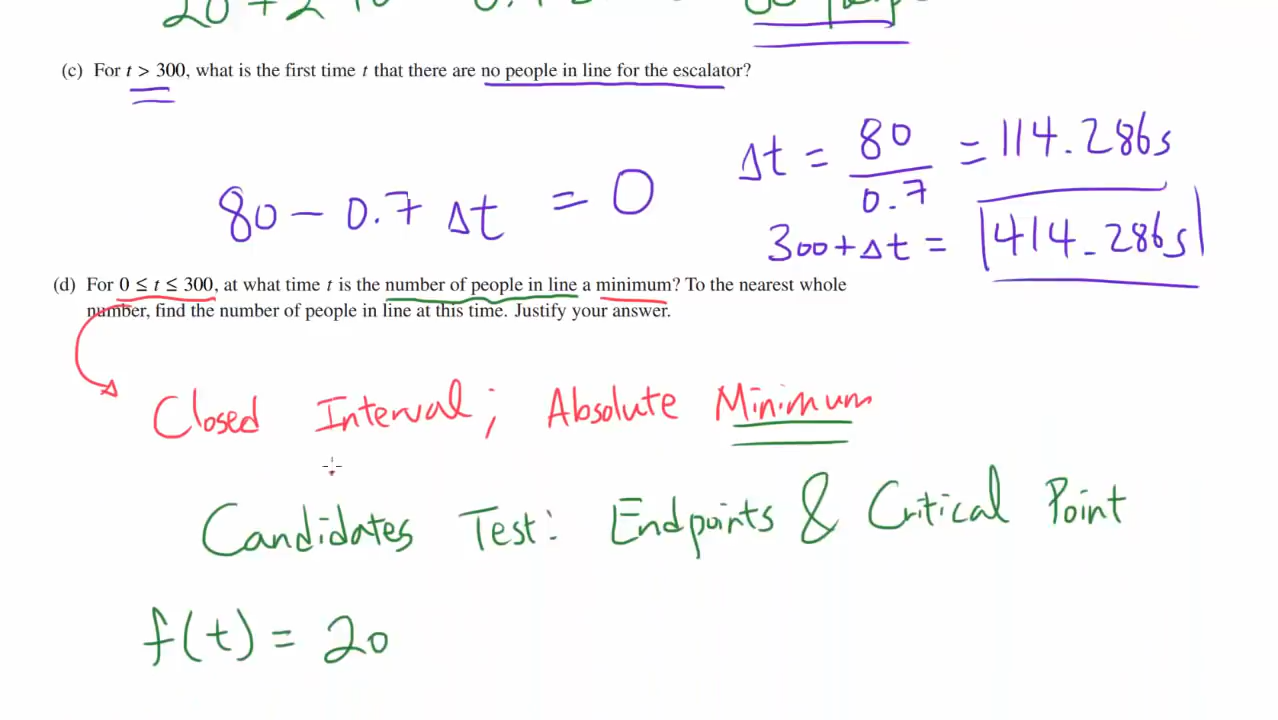 (c) For t > 300, what is the first time t that there are no people in line for the escalator?
80 - 0.7 Δt = 0
Δt = 80/0.7 = 114.286s
300+Δt = 414.286s
(d) For 0 ≤ t ≤ 300, at what time t is the number of people in line a minimum? To the nearest whole
number, find the number of people in line at this time. Justify your answer.
Closed Interval; Absolute Minimum
Candidates Test: Endpoints & Critical Point
f(t) = 20